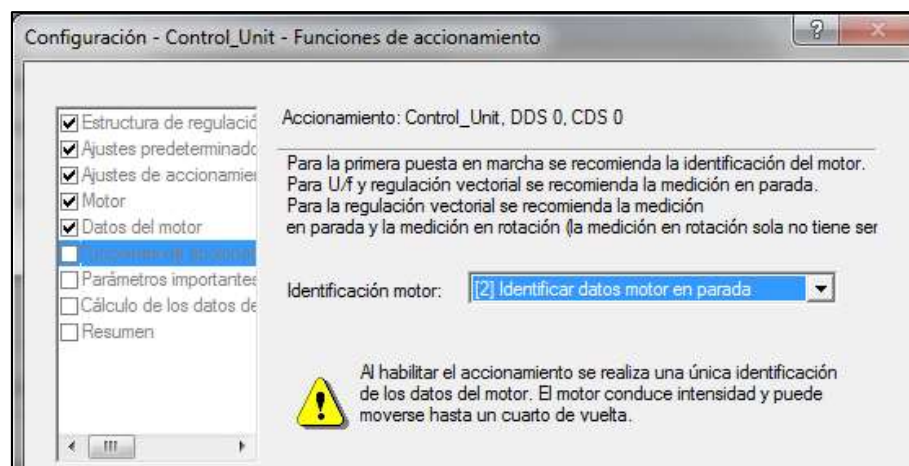 Configuración - Control_Unit - Funciones de accionamiento
Estructura de regulació
Ajustes predeterminado
Ajustes de accionamie
Motor
Datos del motor
Parámetros importantes
Cálculo de los datos de
Resumen
Accionamiento: Control_Unit, DDS 0, CDS 0
Para la primera puesta en marcha se recomienda la identificación del motor.
Para U/f y regulación vectorial se recomienda la medición en parada.
Para la regulación vectorial se recomienda la medición
en parada y la medición en rotación (la medición en rotación sola no tiene ser
Identificación motor:
[2] Identificar datos motor en parada
Al habilitar el accionamiento se realiza una única identificación
de los datos del motor. El motor conduce intensidad y puede
moverse hasta un cuarto de vuelta.